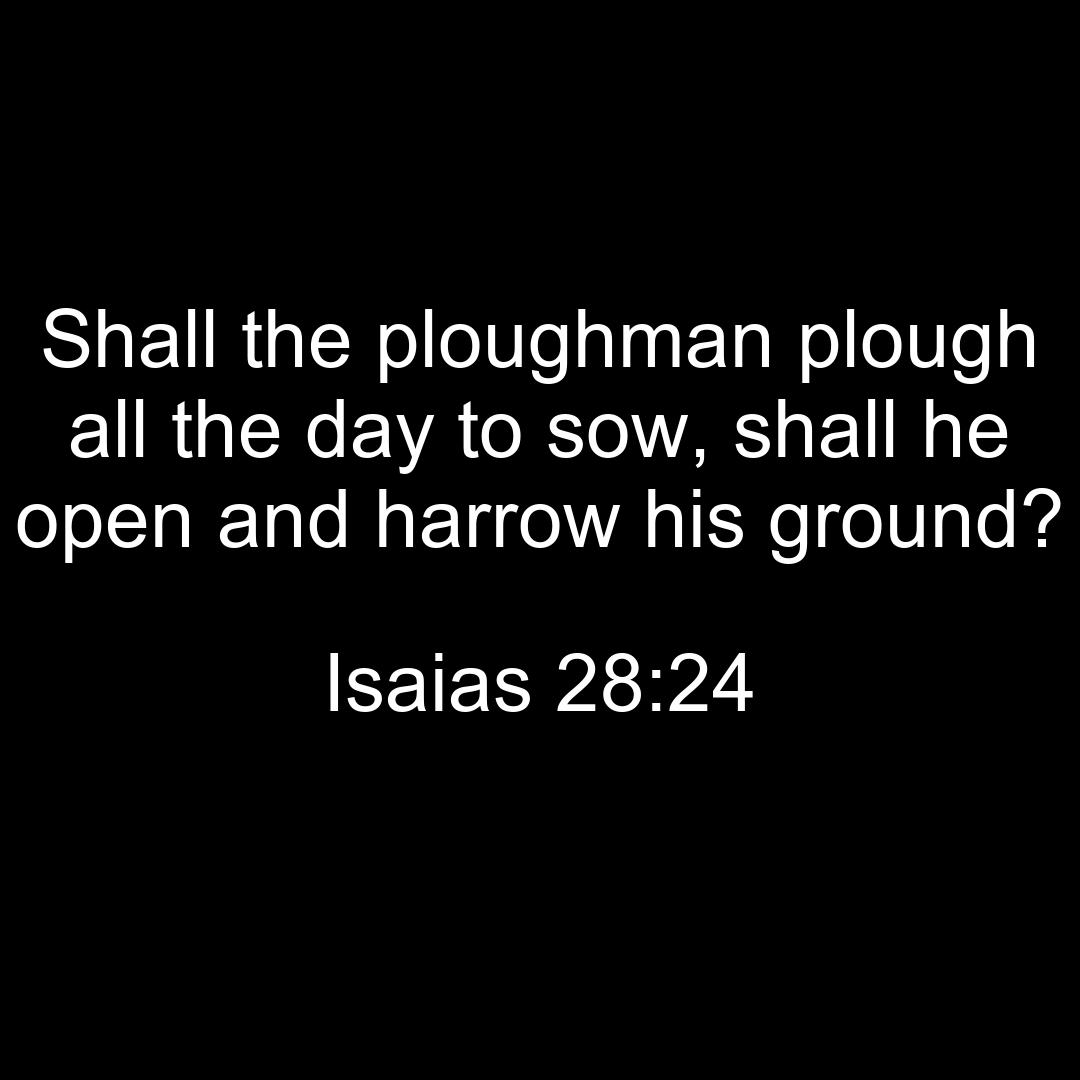 Shall the ploughman plough
all the day to sow, shall he
open and harrow his ground?
Isaias 28:24